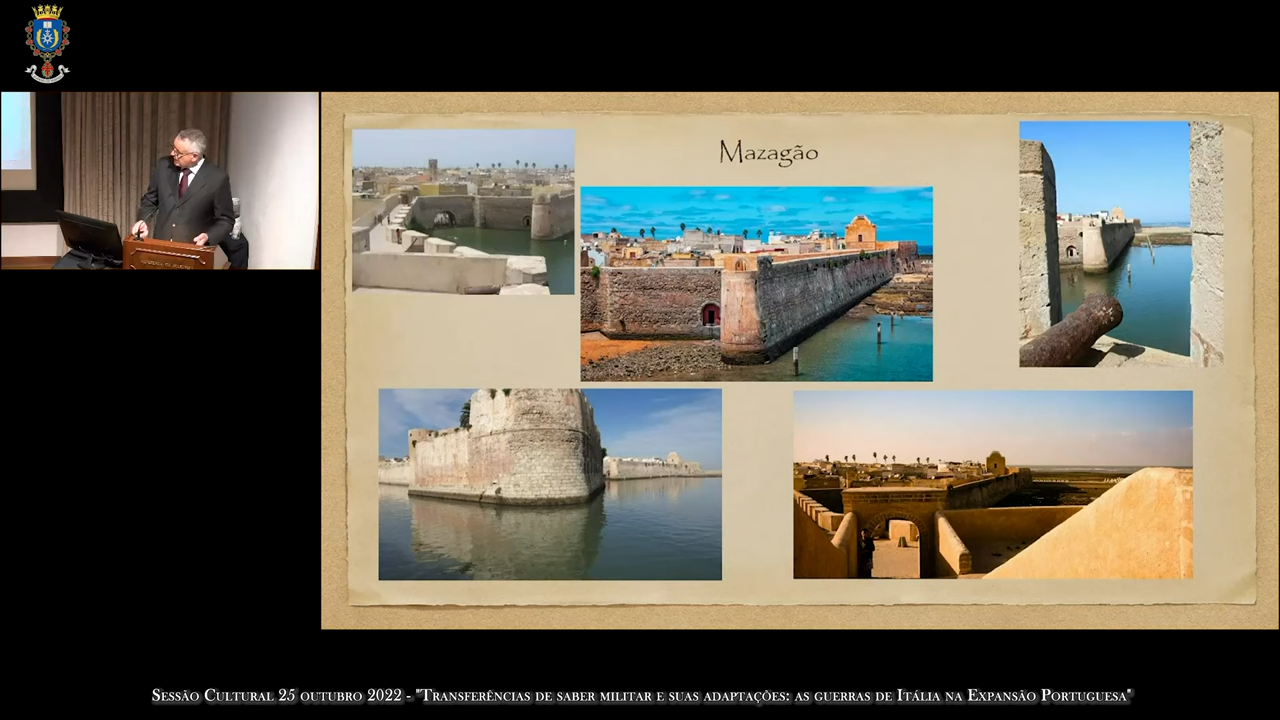 Mazagão
Sessão Cultural 25 outubro 2022 - "Transferências de saber militar e suas adaptações: as guerras de Itália na Expansão Portuguesa"